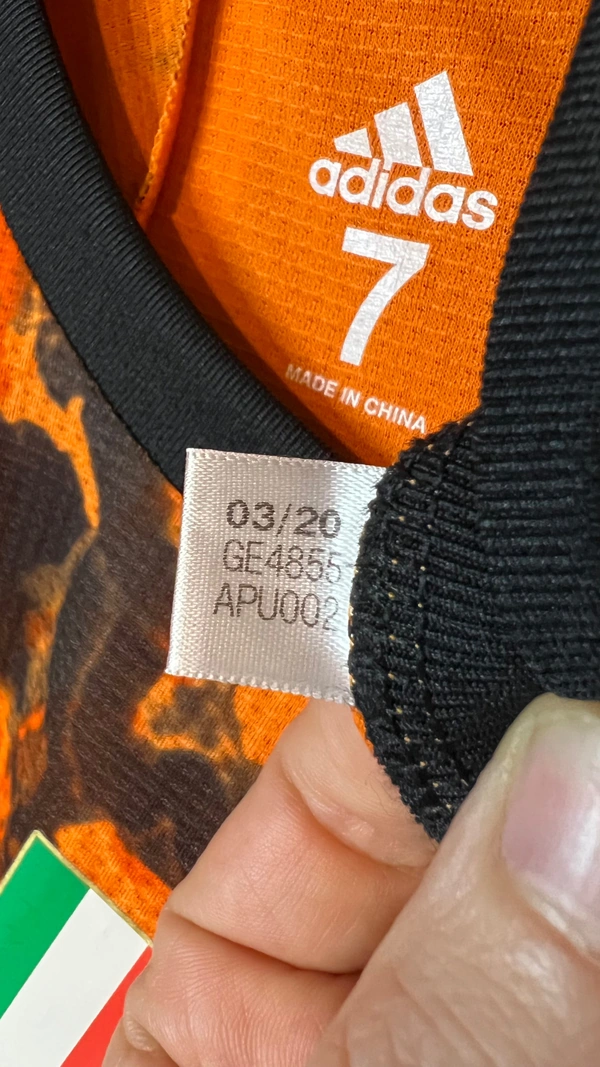 adidas
7
MADE IN CHINA
03/20
GE4855
APU002